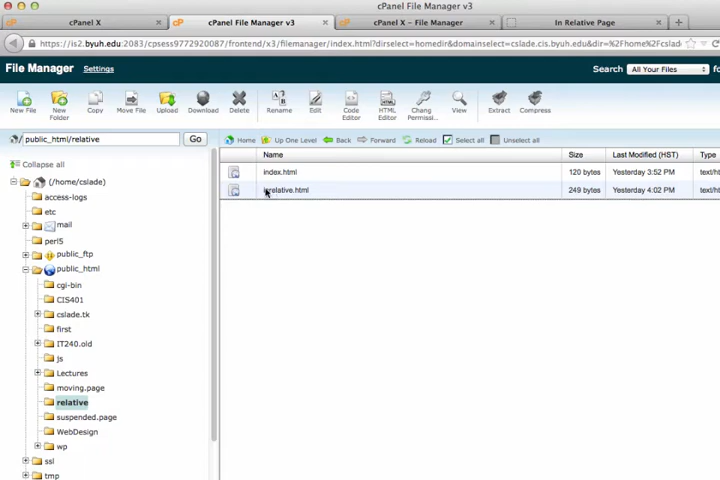 cPanel File Manager v3
cPanel X
cPanel File Manager v3
cPanel X – File Manager
In Relative Page
https://is2.byuh.edu:2083/cpsess9772920087/frontend/x3/filemanager/index.html?dirselect=homedir&domainselect=cslade.cis.byuh.edu&dir=%2Fhome%2Fcslad
File Manager
Settings
Search
All Your Files
fo
New File
New Folder
Copy
Move File
Upload
Download
Delete
Rename
Edit
Code Editor
HTML Editor
Chang Permissi...
View
Extract
Compress
/ public_html/relative
Go
Home
Up One Level
Back
Forward
Reload
Select all
Unselect all
Collapse all
Name
Size
Last Modified (HST)
Type
index.html
120 bytes
Yesterday 3:52 PM
text/ht
relative.html
249 bytes
Yesterday 4:02 PM
text/ht
(/home/cslade)
access-logs
etc
mail
perl5
public_ftp
public_html
cgi-bin
CIS401
cslade.tk
first
IT240.old
js
Lectures
moving.page
relative
suspended.page
WebDesign
wp
ssl
tmp